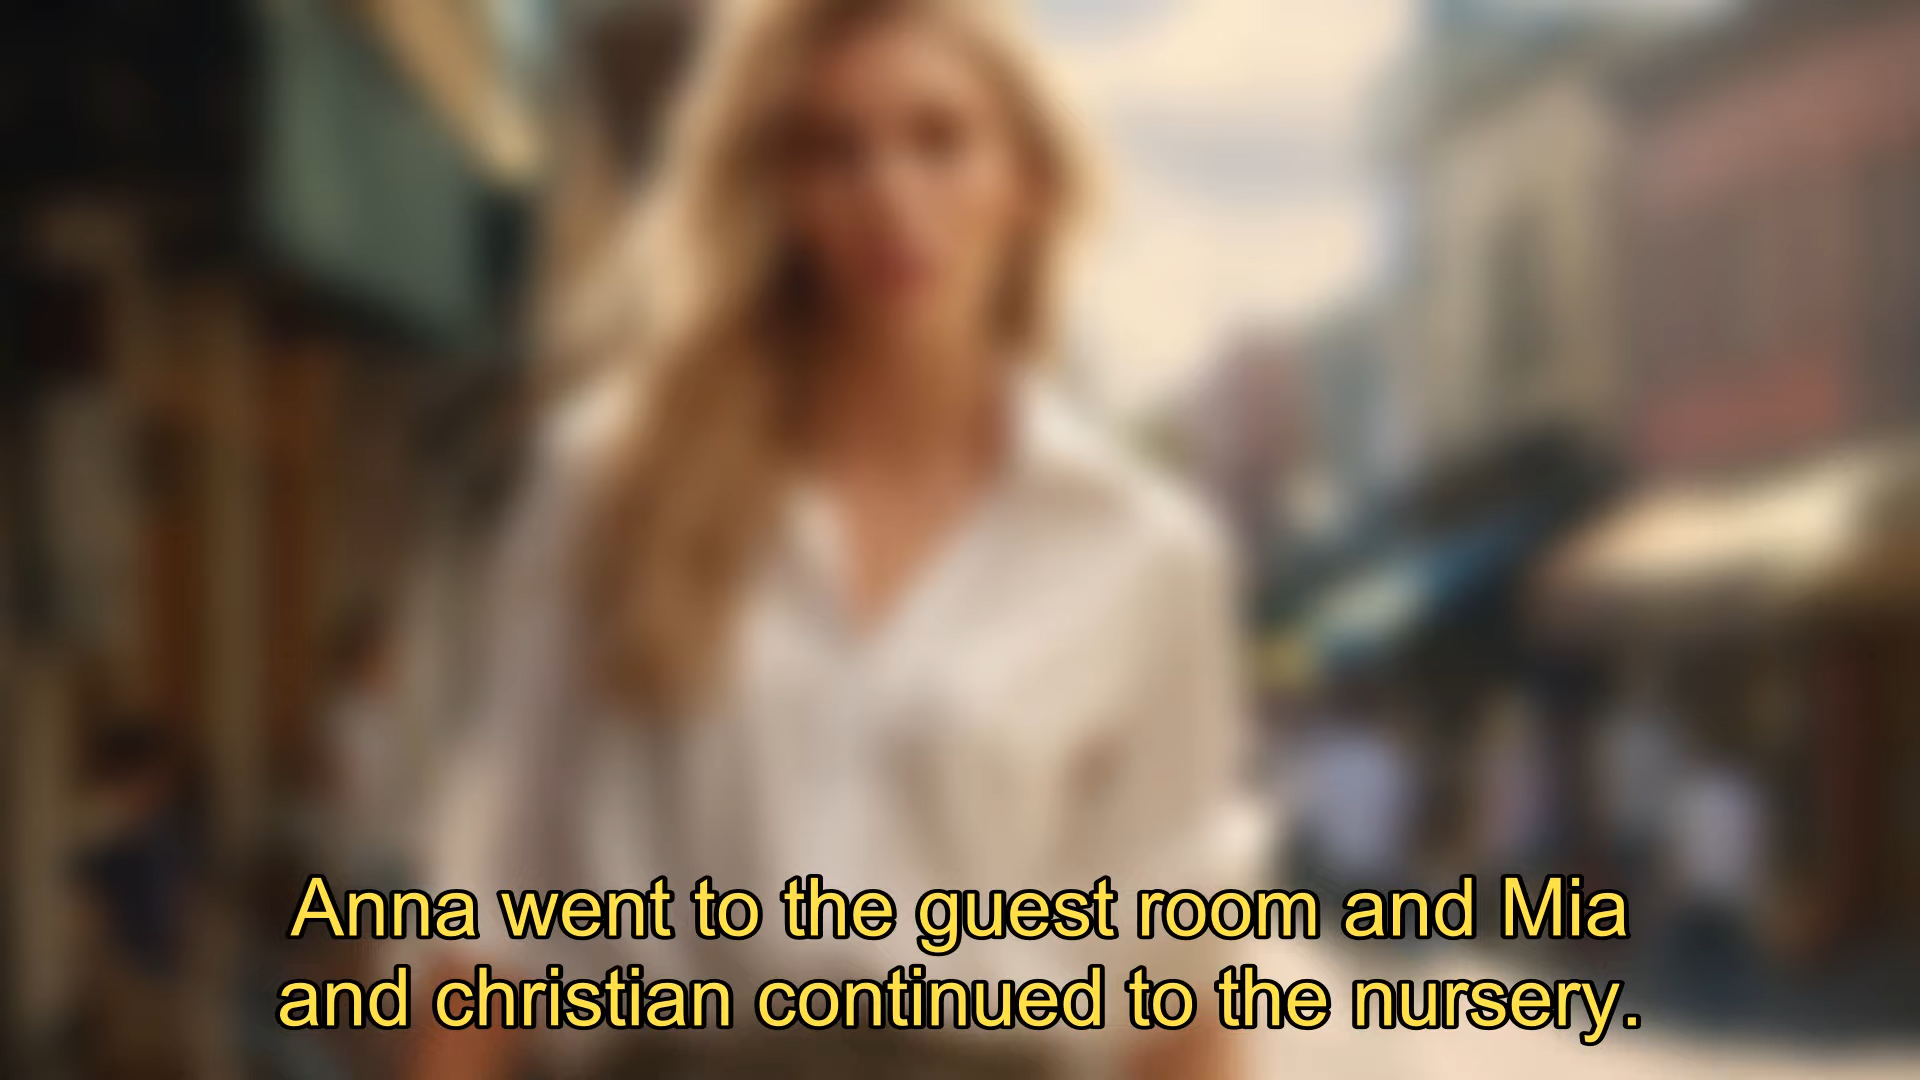 Anna went to the guest room and Mia
and christian continued to the nursery.